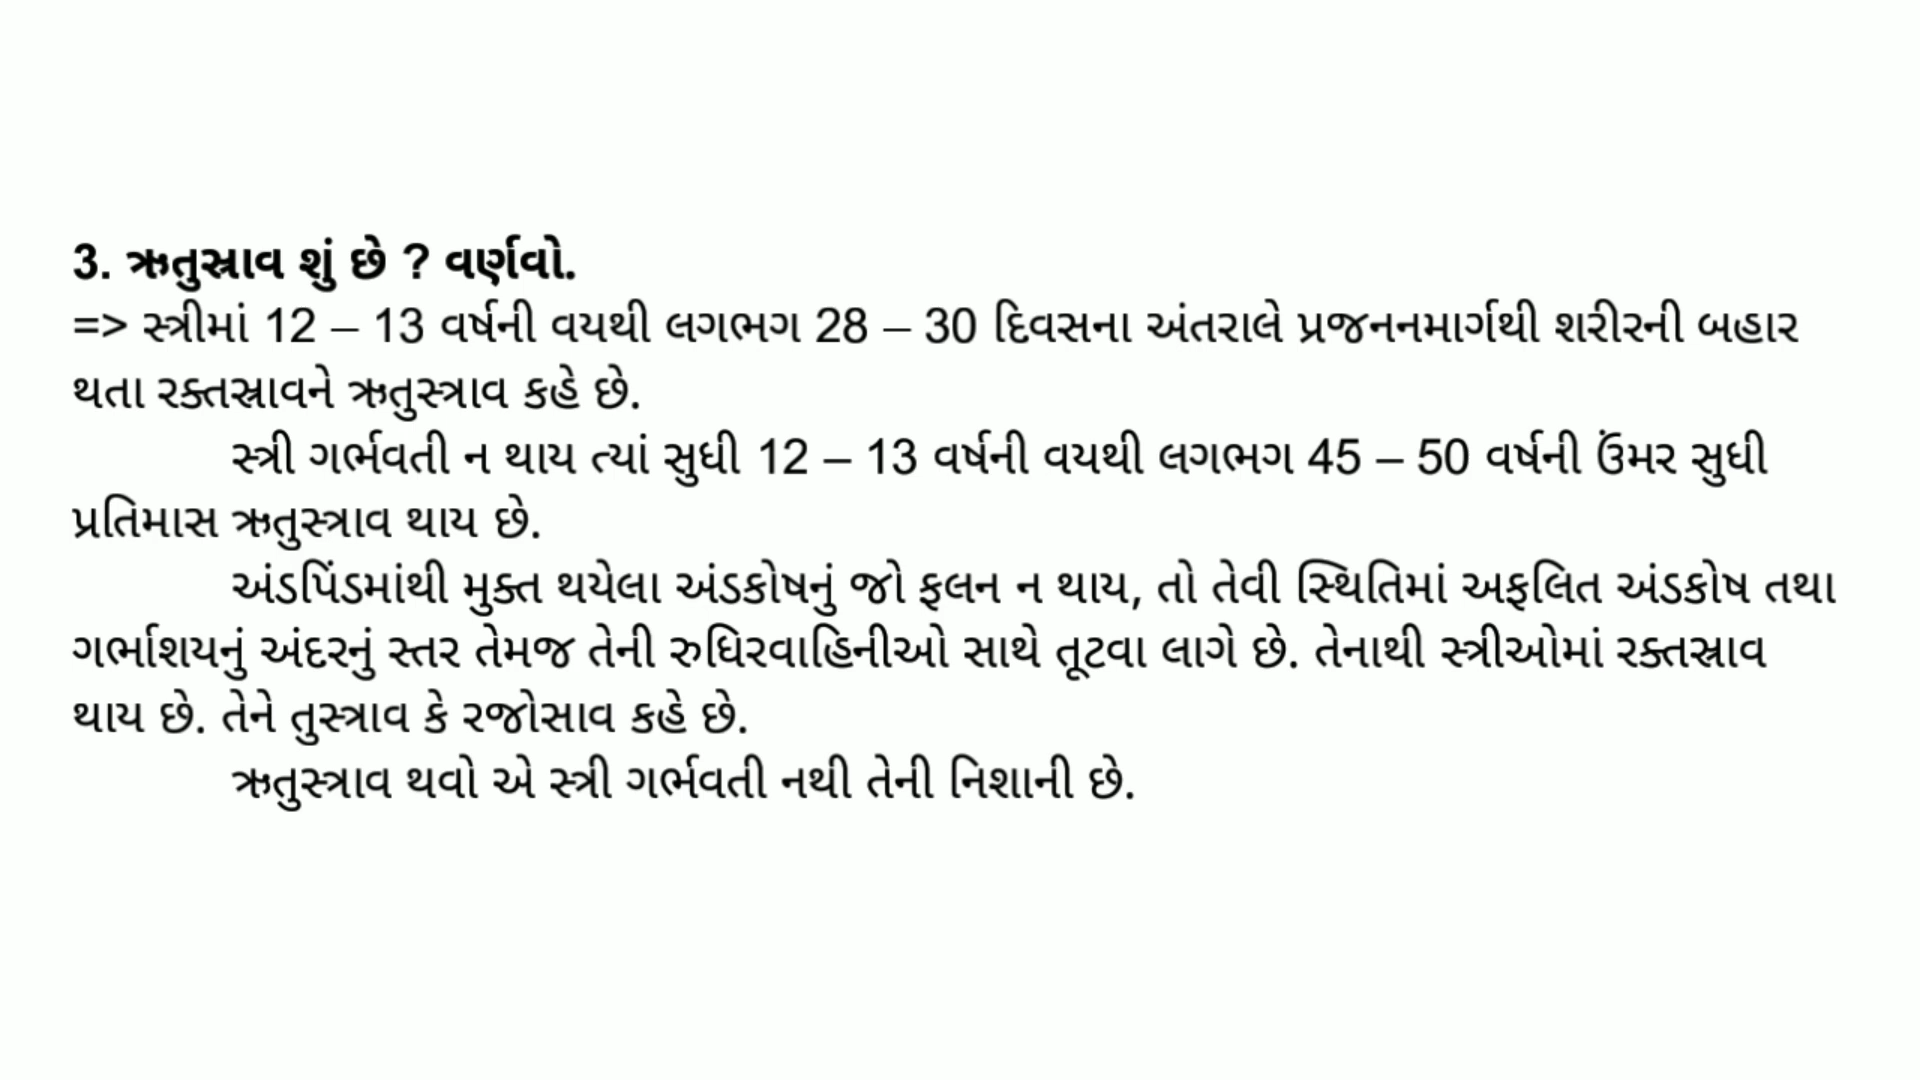 3. ઋતુસ્રાવ શું છે ? વર્ણવો.
=> સ્ત્રીમાં 12 – 13 વર્ષની વયથી લગભગ 28 – 30 દિવસના અંતરાલે પ્રજનનમાર્ગથી શરીરની બહાર
થતા રક્તસ્રાવને ઋતુસ્ત્રાવ કહે છે.
સ્ત્રી ગર્ભવતી ન થાય ત્યાં સુધી 12 – 13 વર્ષની વયથી લગભગ 45 – 50 વર્ષની ઉંમર સુધી
પ્રતિમાસ ઋતુસ્ત્રાવ થાય છે.
અંડપિંડમાંથી મુક્ત થયેલા અંડકોષનું જો ફલન ન થાય, તો તેવી સ્થિતિમાં અફલિત અંડકોષ તથા
ગર્ભાશયનું અંદરનું સ્તર તેમજ તેની રુધિરવાહિનીઓ સાથે તૂટવા લાગે છે. તેનાથી સ્ત્રીઓમાં રક્તસ્રાવ
થાય છે. તેને તુસ્ત્રાવ કે રજોસાવ કહે છે.
ઋતુસ્ત્રાવ થવો એ સ્ત્રી ગર્ભવતી નથી તેની નિશાની છે.